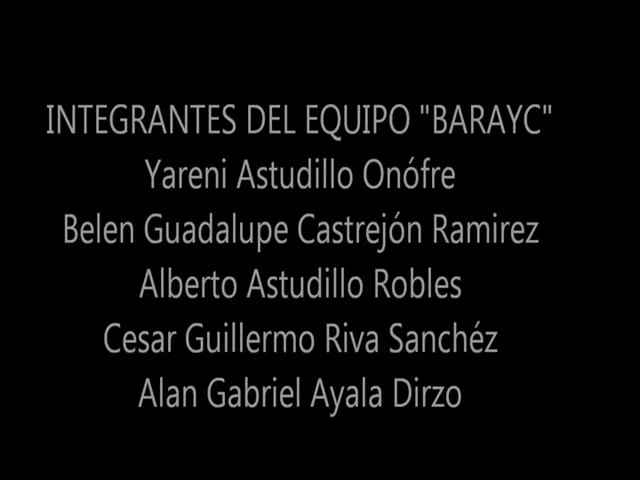 INTEGRANTES DEL EQUIPO "BARAYC"
Yareni Astudillo Onófre
Belen Guadalupe Castrejón Ramirez
Alberto Astudillo Robles
Cesar Guillermo Riva Sanchéz
Alan Gabriel Ayala Dirzo